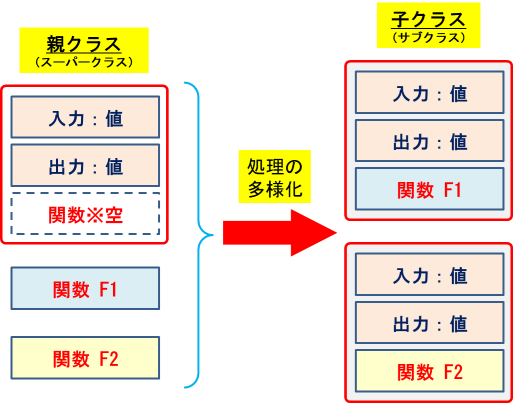 親クラス
（スーパークラス）
入力：値
出力：値
関数※空
関数 F1
関数 F2
処理の
多様化
子クラス
（サブクラス）
入力：値
出力：値
関数 F1
入力：値
出力：値
関数 F2